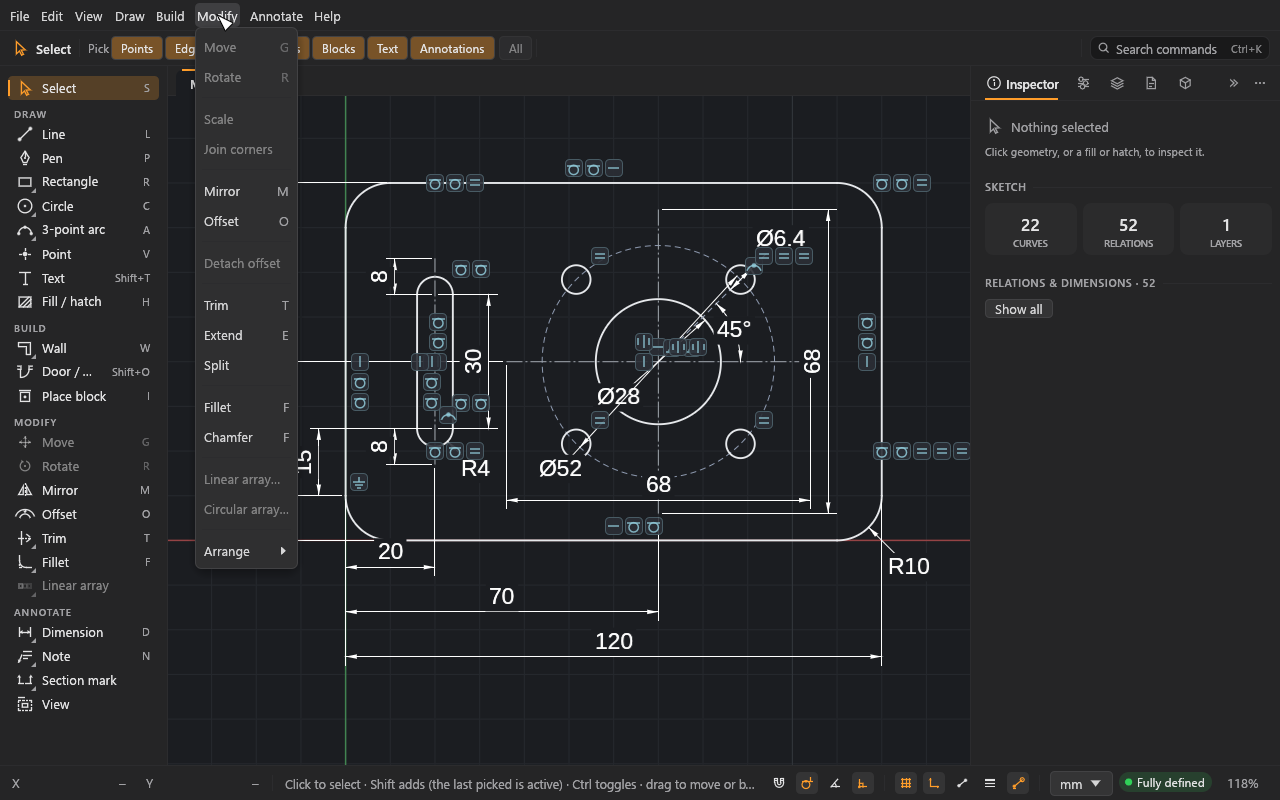 File Edit View Draw Build Modify Annotate Help
Select Pick Points Blocks Text Annotations All Search commands Ctrl+K
Select S
DRAW
Line L
Pen P
Rectangle R
Circle C
3-point arc A
Point V
Text Shift+T
Fill / hatch H
BUILD
Wall W
Door / ... Shift+O
Place block I
MODIFY
Move G
Rotate R
Mirror M
Offset O
Trim T
Fillet F
Linear array
ANNOTATE
Dimension D
Note N
Section mark
View
Move G
Rotate R
Scale
Join corners
Mirror M
Offset O
Detach offset
Trim T
Extend E
Split
Fillet F
Chamfer F
Linear array...
Circular array...
Arrange
Ø6.4
8
45°
30
68
Ø28
8
15
R4
Ø52
68
20
R10
70
120
Inspector
Nothing selected
Click geometry, or a fill or hatch, to inspect it.
SKETCH
22 52 1
CURVES RELATIONS LAYERS
RELATIONS & DIMENSIONS · 52
Show all
X – Y – Click to select · Shift adds (the last picked is active) · Ctrl toggles · drag to move or b... mm Fully defined 118%